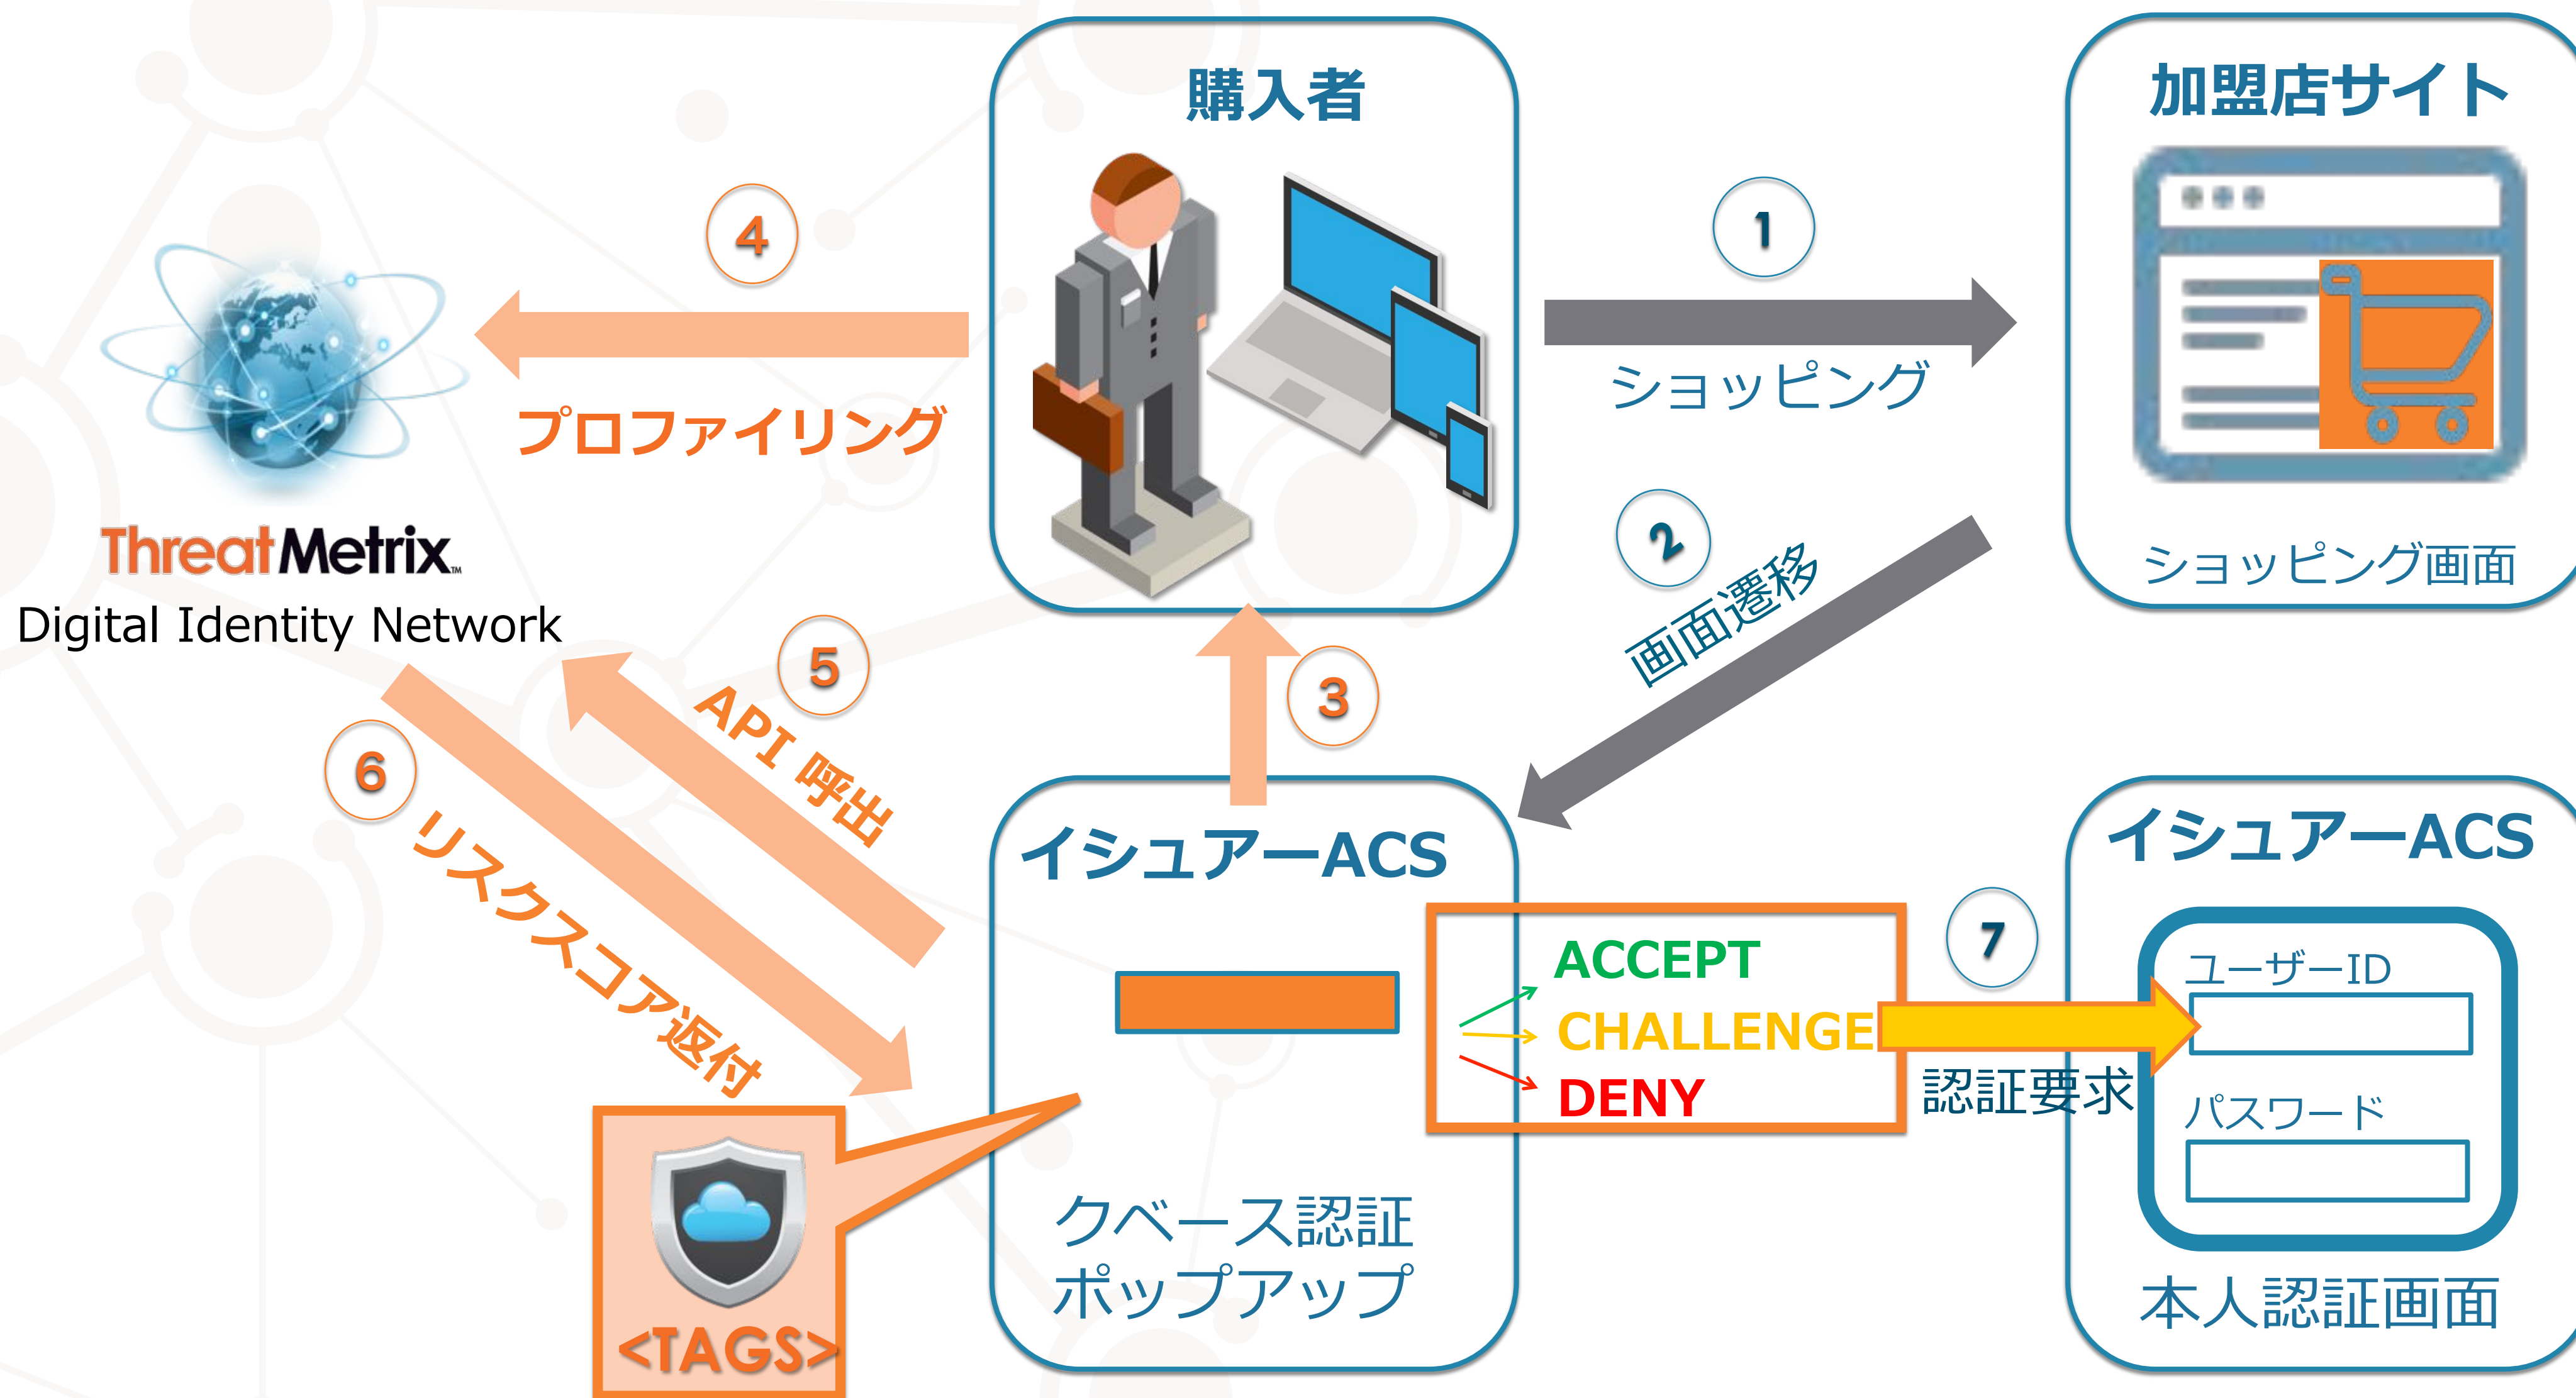 購入者
加盟店サイト
④
①
ショッピング
プロファイリング
ThreatMetrix™
Digital Identity Network
②
画面遷移
ショッピング画面
③
⑤
API 呼出
⑥
リスクスコア返付
イシュアーACS
ACCEPT
CHALLENGE
DENY
⑦
認証要求
イシュアーACS
ユーザーID
パスワード
クベース認証
ポップアップ
本人認証画面
<TAGS>